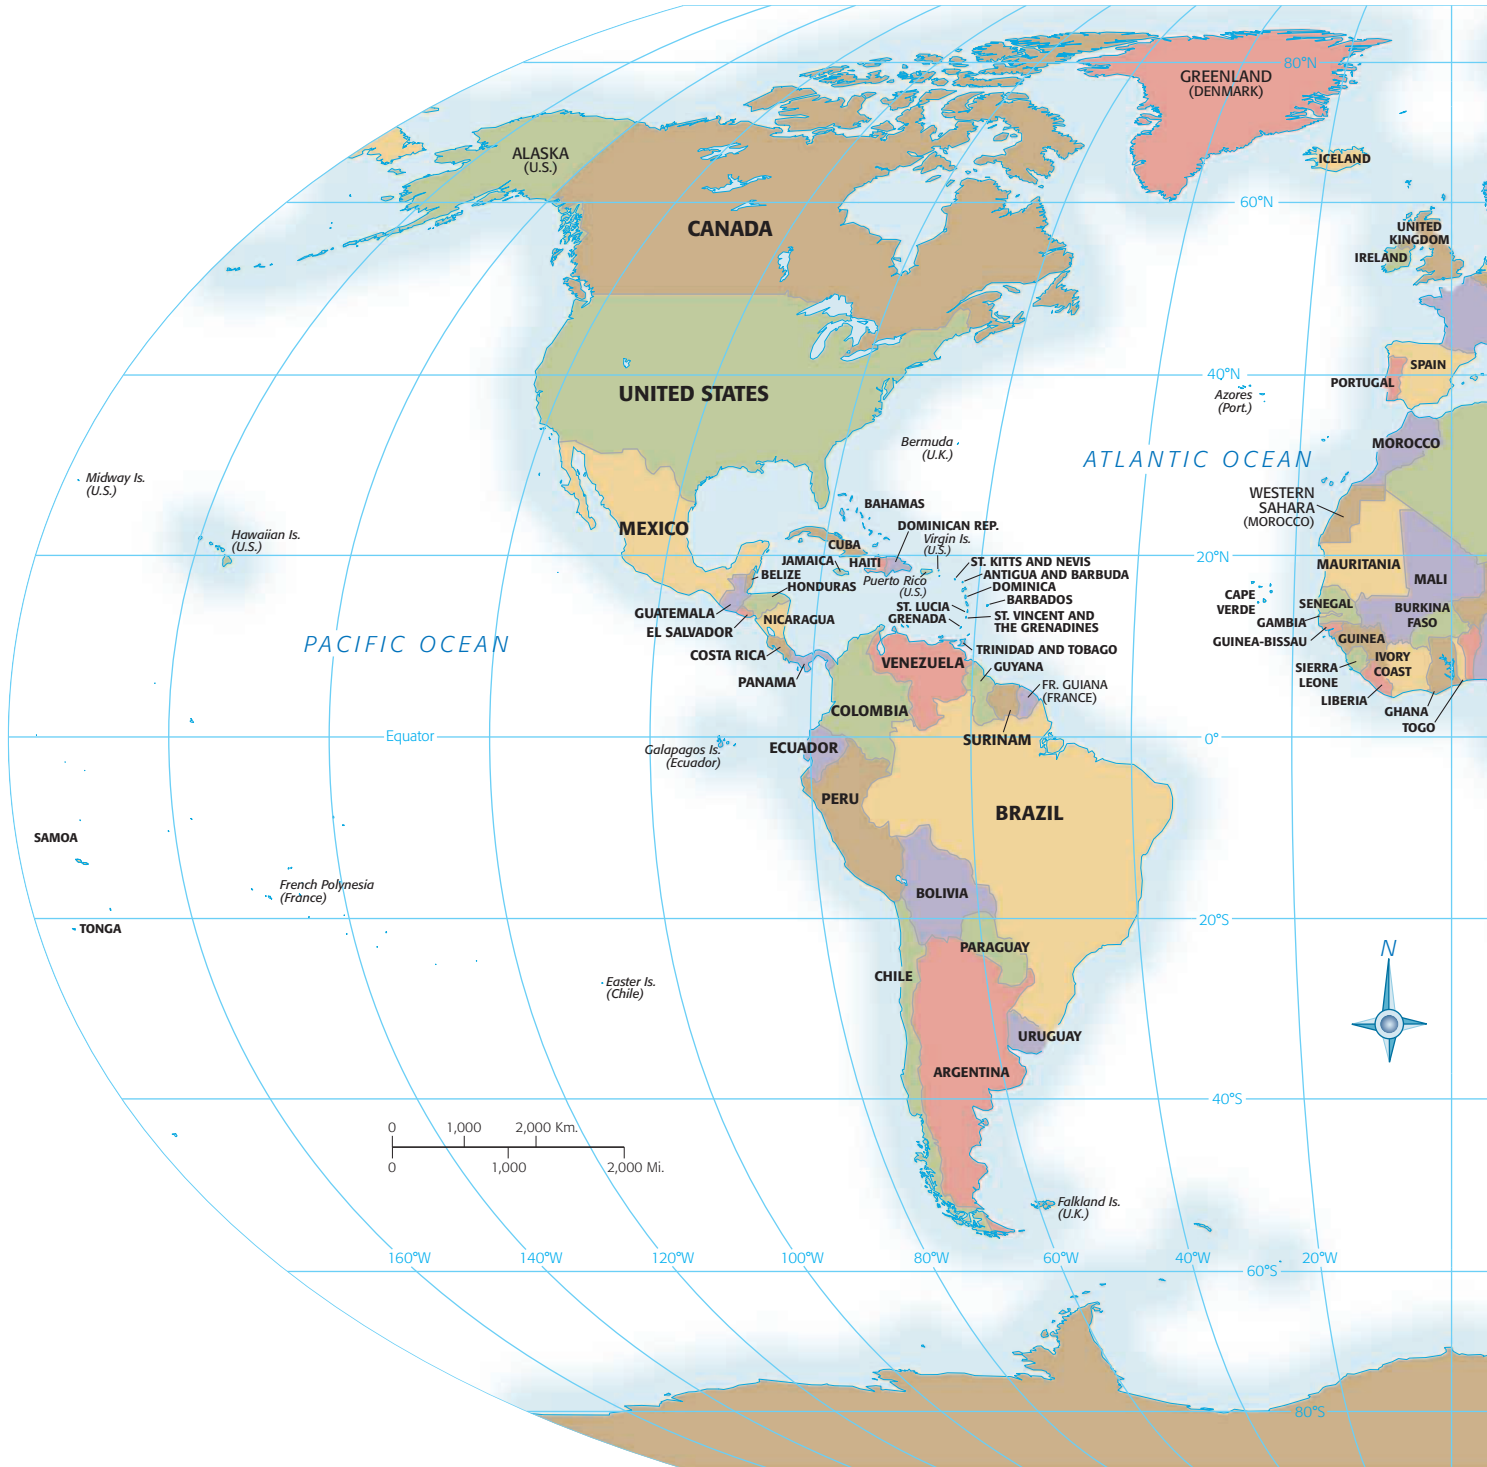 80°N
GREENLAND
(DENMARK)
ALASKA
(U.S.)
ICELAND
60°N
CANADA
UNITED
KINGDOM
IRELAND
SPAIN
40°N
PORTUGAL
UNITED STATES
Azores
(Port.)
Bermuda
(U.K.)
MOROCCO
ATLANTIC OCEAN
Midway Is.
(U.S.)
WESTERN
SAHARA
(MOROCCO)
BAHAMAS
MEXICO
DOMINICAN REP.
Hawaiian Is.
(U.S.)
Virgin Is.
(U.S.)
CUBA
20°N
JAMAICA
HAITI
ST. KITTS AND NEVIS
MAURITANIA
BELIZE
Puerto Rico
(U.S.)
ANTIGUA AND BARBUDA
MALI
HONDURAS
DOMINICA
CAPE
VERDE
BARBADOS
SENEGAL
GUATEMALA
ST. LUCIA
BURKINA
FASO
NICARAGUA
GRENADA
ST. VINCENT AND
THE GRENADINES
GAMBIA
EL SALVADOR
GUINEA-BISSAU
GUINEA
PACIFIC OCEAN
COSTA RICA
TRINIDAD AND TOBAGO
IVORY
COAST
VENEZUELA
GUYANA
SIERRA
LEONE
PANAMA
FR. GUIANA
(FRANCE)
LIBERIA
COLOMBIA
GHANA
TOGO
Equator
SURINAM
0°
Galapagos Is.
(Ecuador)
ECUADOR
PERU
BRAZIL
SAMOA
French Polynesia
(France)
BOLIVIA
20°S
TONGA
PARAGUAY
N
CHILE
Easter Is.
(Chile)
URUGUAY
ARGENTINA
40°S
0 1,000 2,000 Km.
0 1,000 2,000 Mi.
Falkland Is.
(U.K.)
160°W 140°W 120°W 100°W 80°W 60°W 40°W 20°W
60°S
80°S